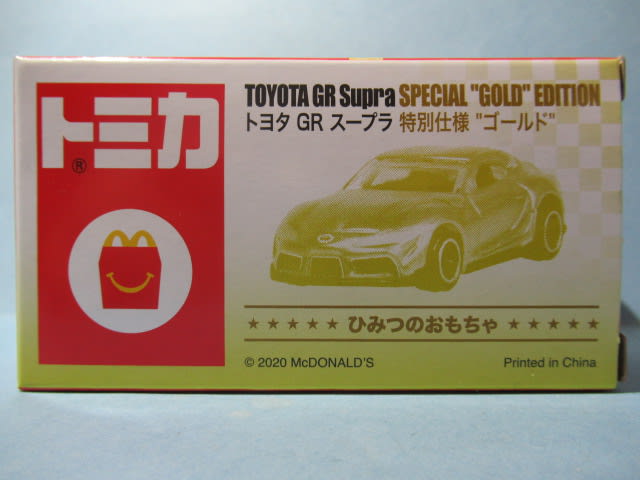 トミカ®
TOYOTA GR Supra SPECIAL "GOLD" EDITION
トヨタ GR スープラ 特別仕様 "ゴールド"
★★★★★ ひみつのおもちゃ ★★★★★
© 2020 McDONALD'S
Printed in China